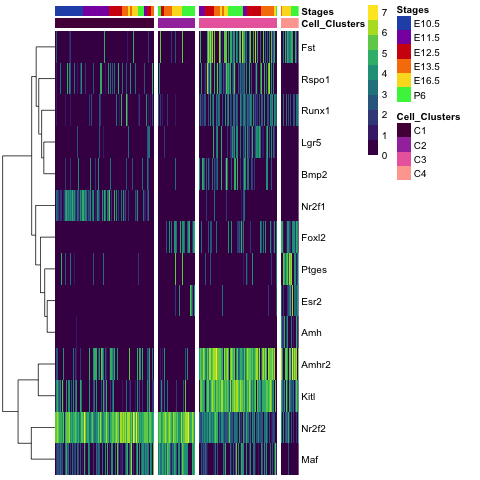 Stages
Cell_Clusters
Fst
Rspo1
Runx1
Lgr5
Bmp2
Nr2f1
Foxl2
Ptges
Esr2
Amh
Amhr2
Kitl
Nr2f2
Maf
7
6
5
4
3
2
1
0
Stages
E10.5
E11.5
E12.5
E13.5
E16.5
P6
Cell_Clusters
C1
C2
C3
C4